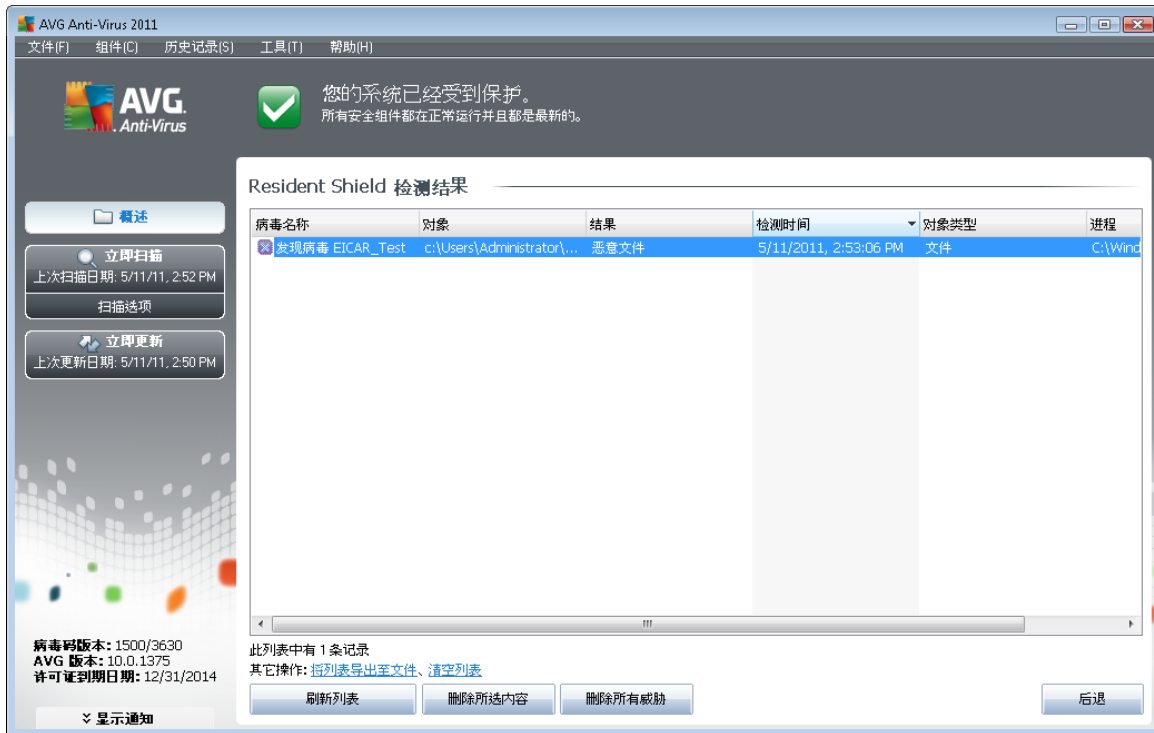 AVG Anti-Virus 2011
文件(F) 组件(C) 历史记录(S) 工具(T) 帮助(H)
AVG.
Anti-Virus
您的系统已经受到保护。
所有安全组件都在正常运行并且都是最新的。
概述
立即扫描
上次扫描日期: 5/11/11, 2:52 PM
扫描选项
立即更新
上次更新日期: 5/11/11, 2:50 PM
Resident Shield 检测结果
病毒名称 对象 结果 检测时间 对象类型 进程
发现病毒 EICAR_Test c:\Users\Administrator\... 恶意文件 5/11/2011, 2:53:06 PM 文件 C:\Wind
此列表中有 1 条记录
其它操作: 将列表导出至文件、清空列表
刷新列表 删除所选内容 删除所有威胁 后退
病毒码版本: 1500/3630
AVG 版本: 10.0.1375
许可证到期日期: 12/31/2014
显示通知